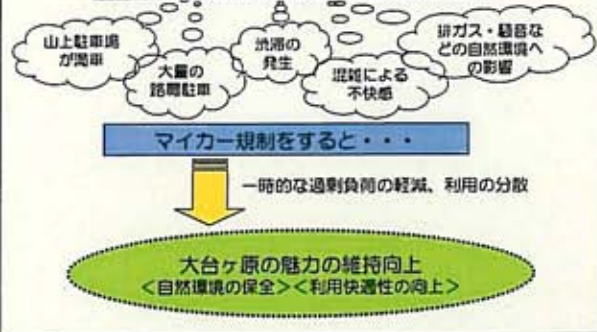 山上駐車場
が満車
大量の
路肩駐車
渋滞の
発生
混雑による
不快感
排ガス・騒音な
どの自然環境へ
の影響
マイカー規制をすると・・・
一時的な過剰負荷の軽減、利用の分散
大台ヶ原の魅力の維持向上
<自然環境の保全><利用快適性の向上>